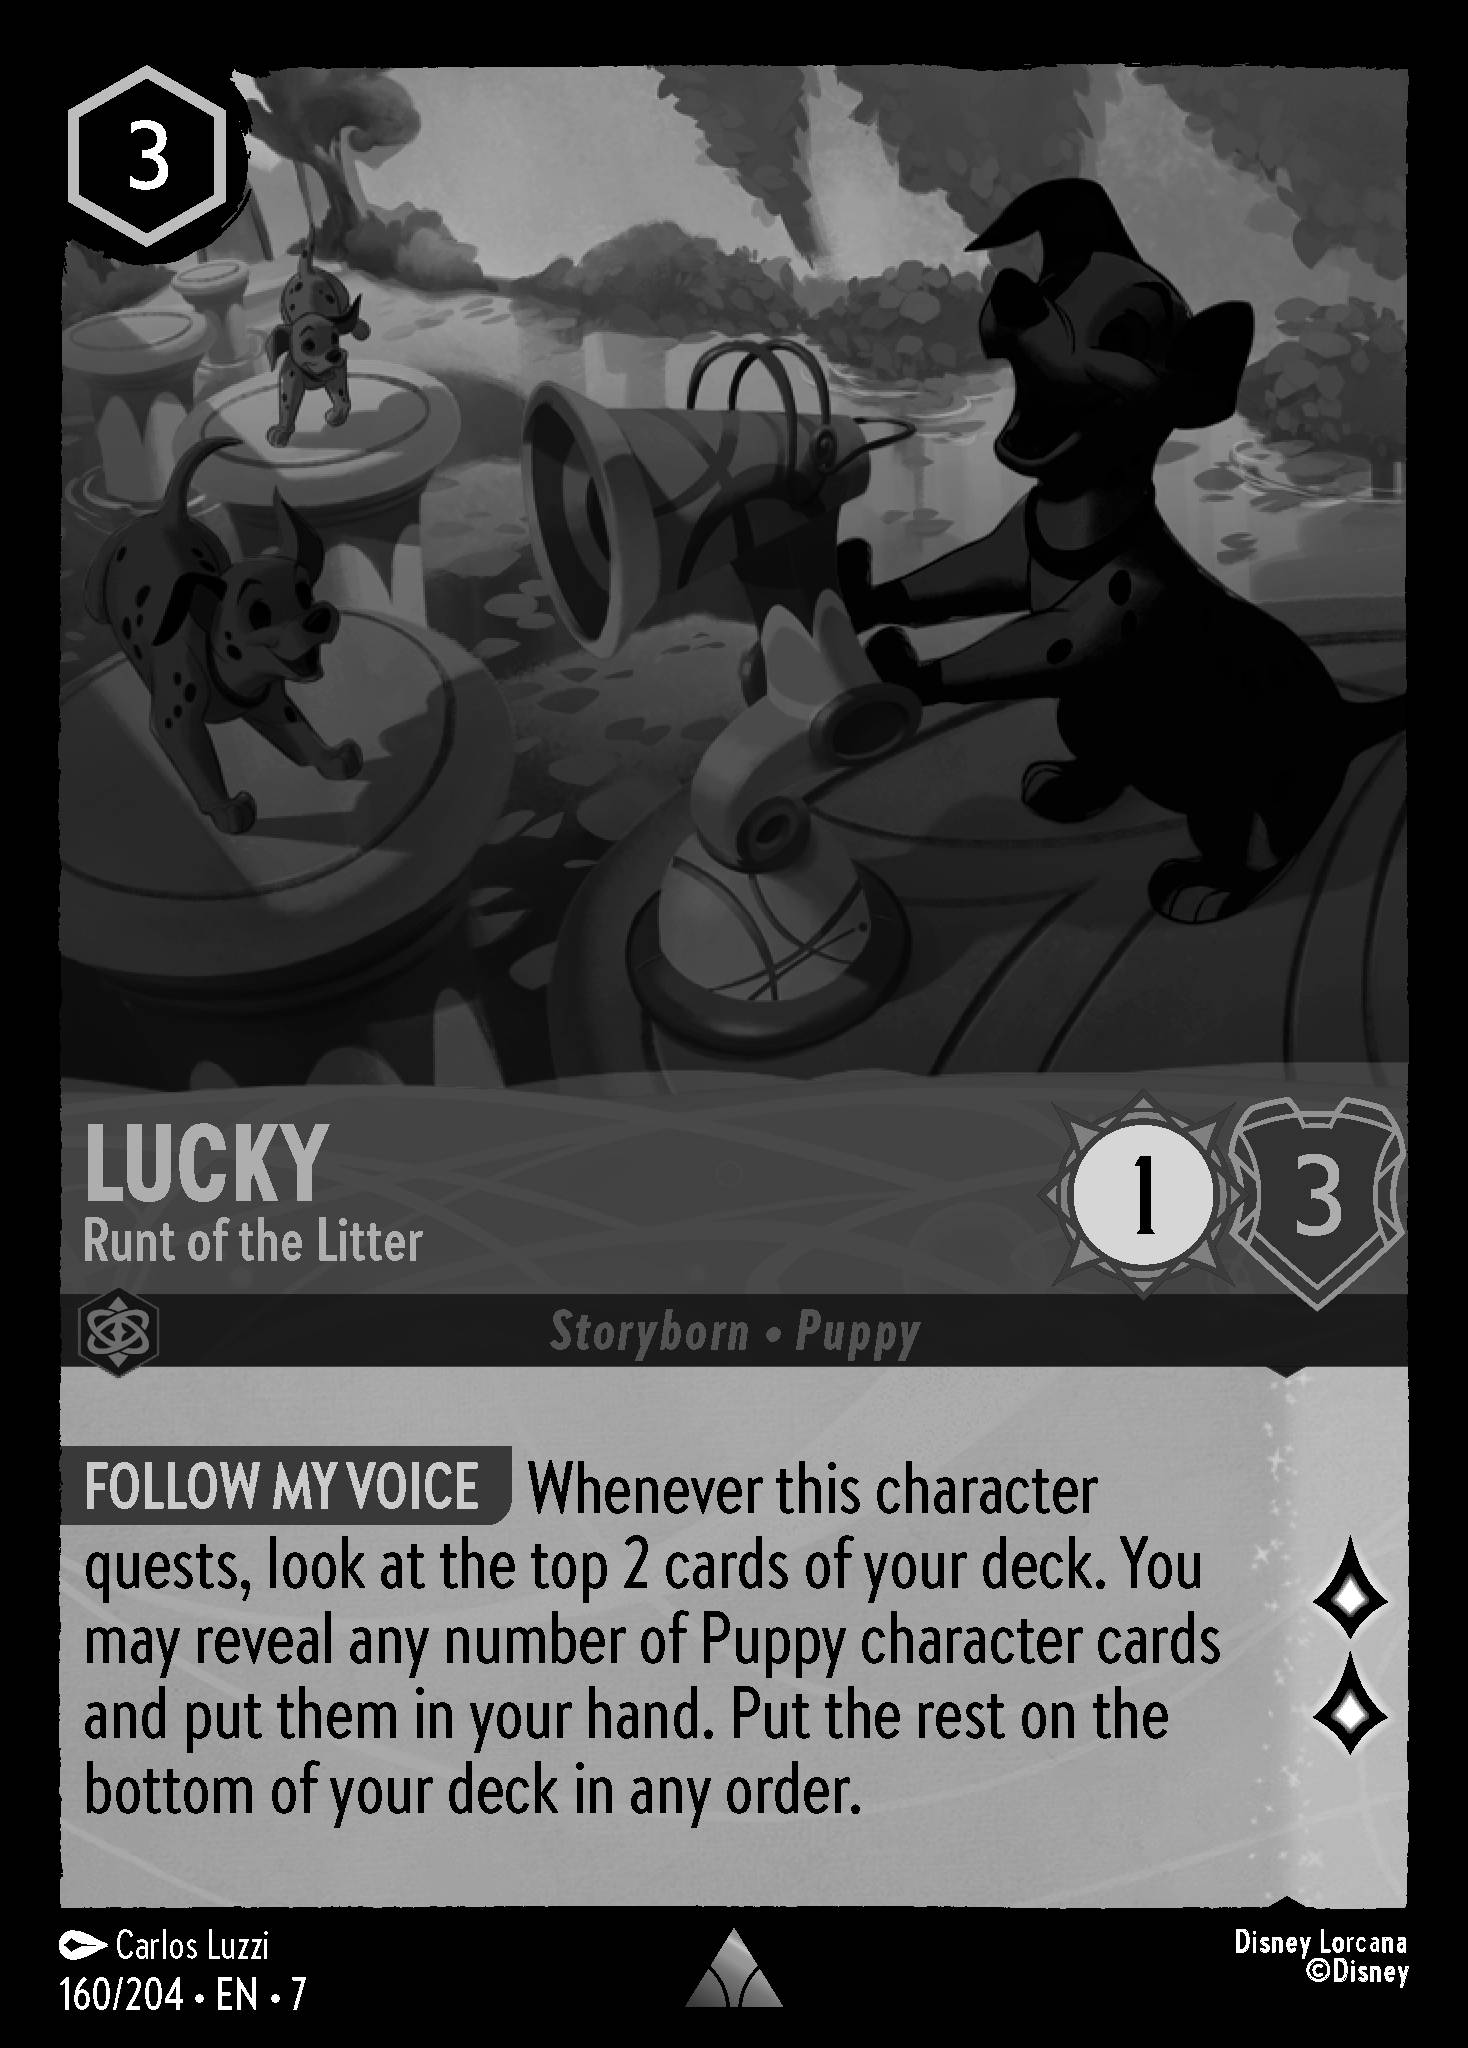 3
LUCKY
Runt of the Litter
1
3
Storyborn • Puppy
FOLLOW MY VOICE Whenever this character
quests, look at the top 2 cards of your deck. You
may reveal any number of Puppy character cards
and put them in your hand. Put the rest on the
bottom of your deck in any order.
Carlos Luzzi
160/204 • EN • 7
Disney Lorcana
©Disney